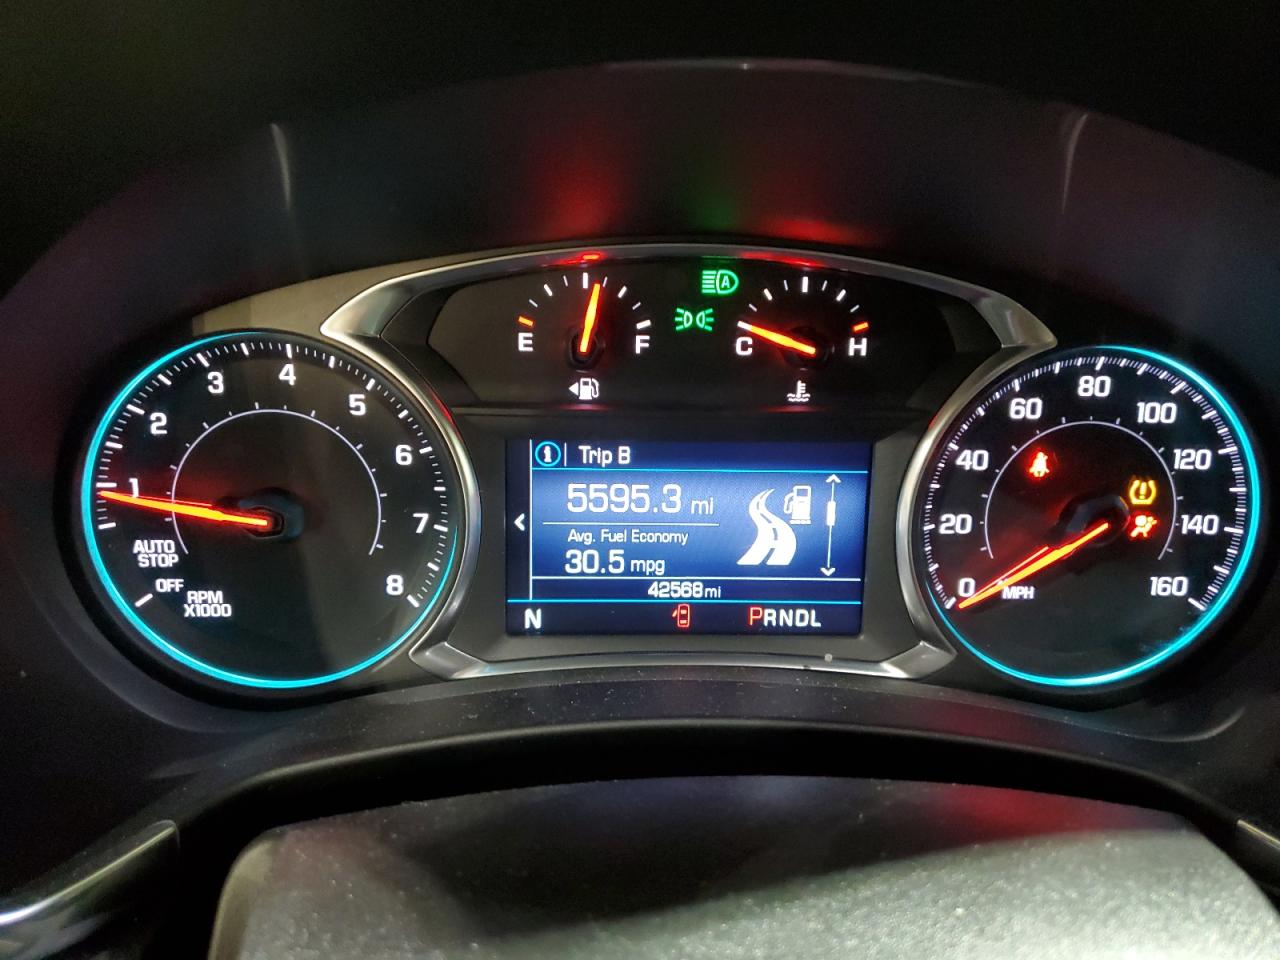 1
2
3
4
5
6
7
8
AUTO
STOP
OFF
RPM
X1000
E
F
A
C
H
i Trip B
5595.3 mi
Avg. Fuel Economy
30.5 mpg
42568 mi
N
PRNDL
0
20
40
60
80
100
120
140
160
MPH